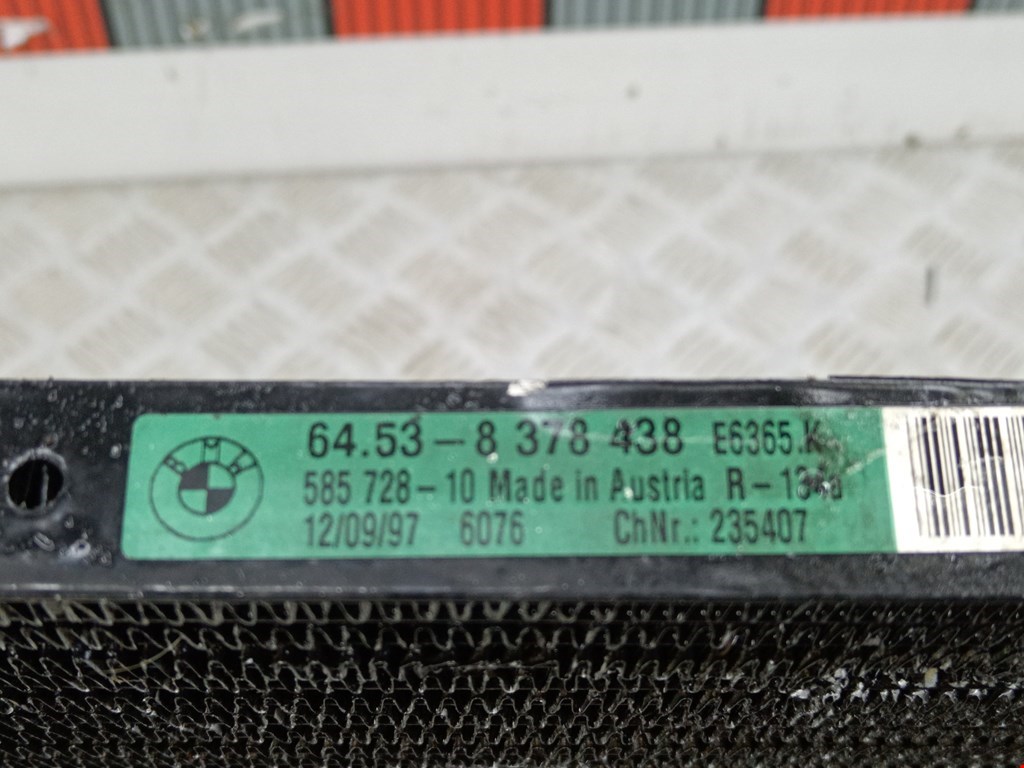 BMW
64.53-8 378 438 E6365.K
585 728-10 Made in Austria R-134a
12/09/97 6076 ChNr.: 235407